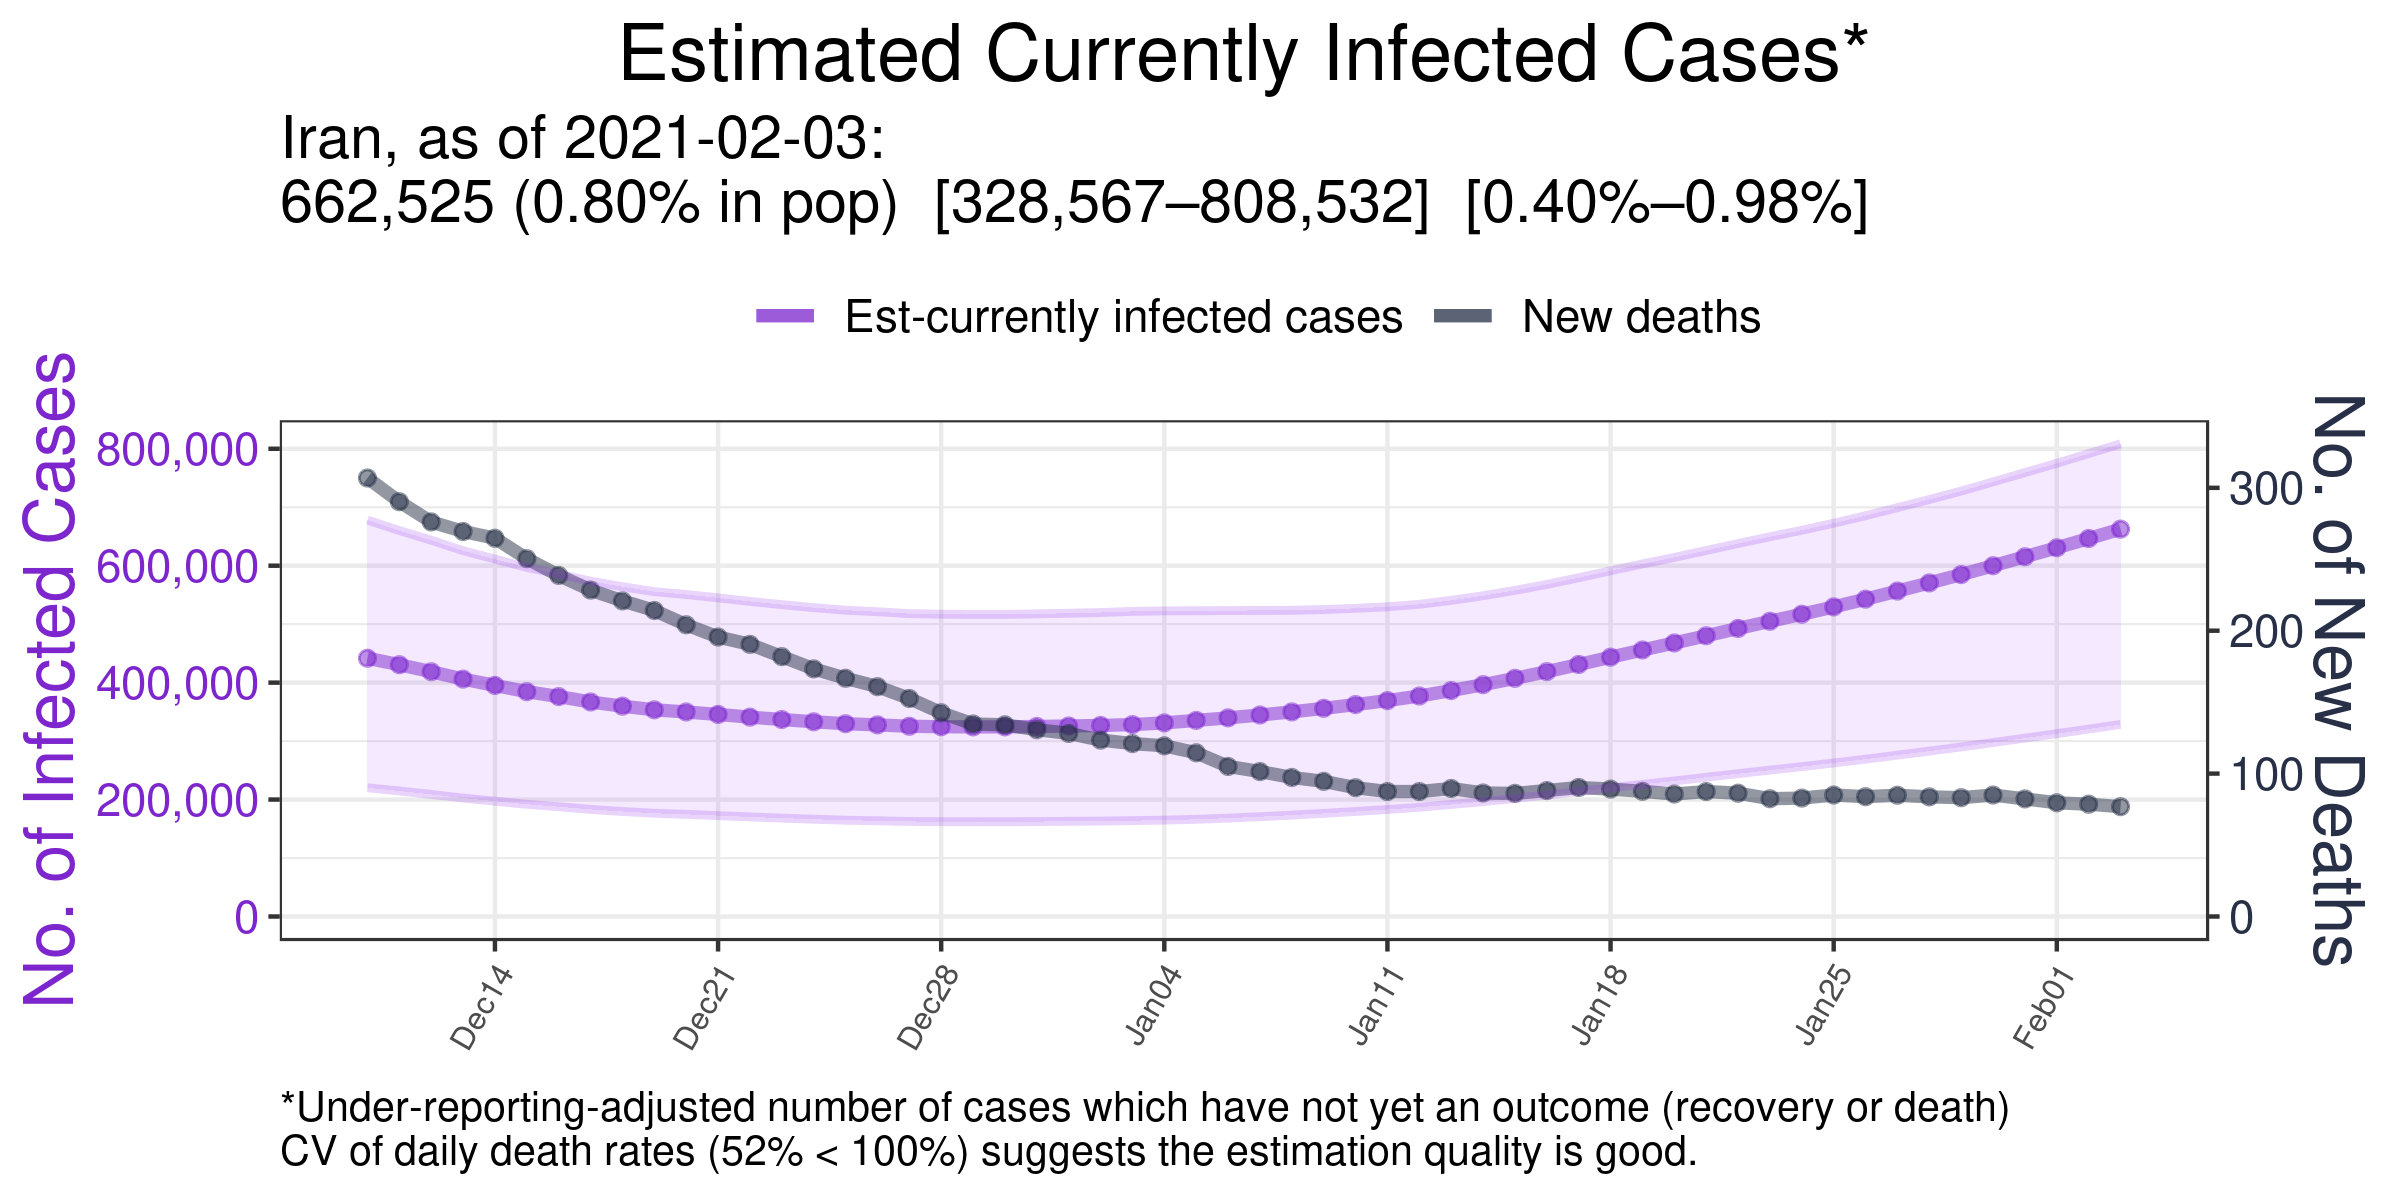 Estimated Currently Infected Cases*
Iran, as of 2021-02-03:
662,525 (0.80% in pop)  [328,567–808,532]  [0.40%–0.98%]
Est-currently infected cases
New deaths
No. of Infected Cases
800,000
600,000
400,000
200,000
0
300
200
100
0
No. of New Deaths
Dec14
Dec21
Dec28
Jan04
Jan11
Jan18
Jan25
Feb01
*Under-reporting-adjusted number of cases which have not yet an outcome (recovery or death)
CV of daily death rates (52% < 100%) suggests the estimation quality is good.